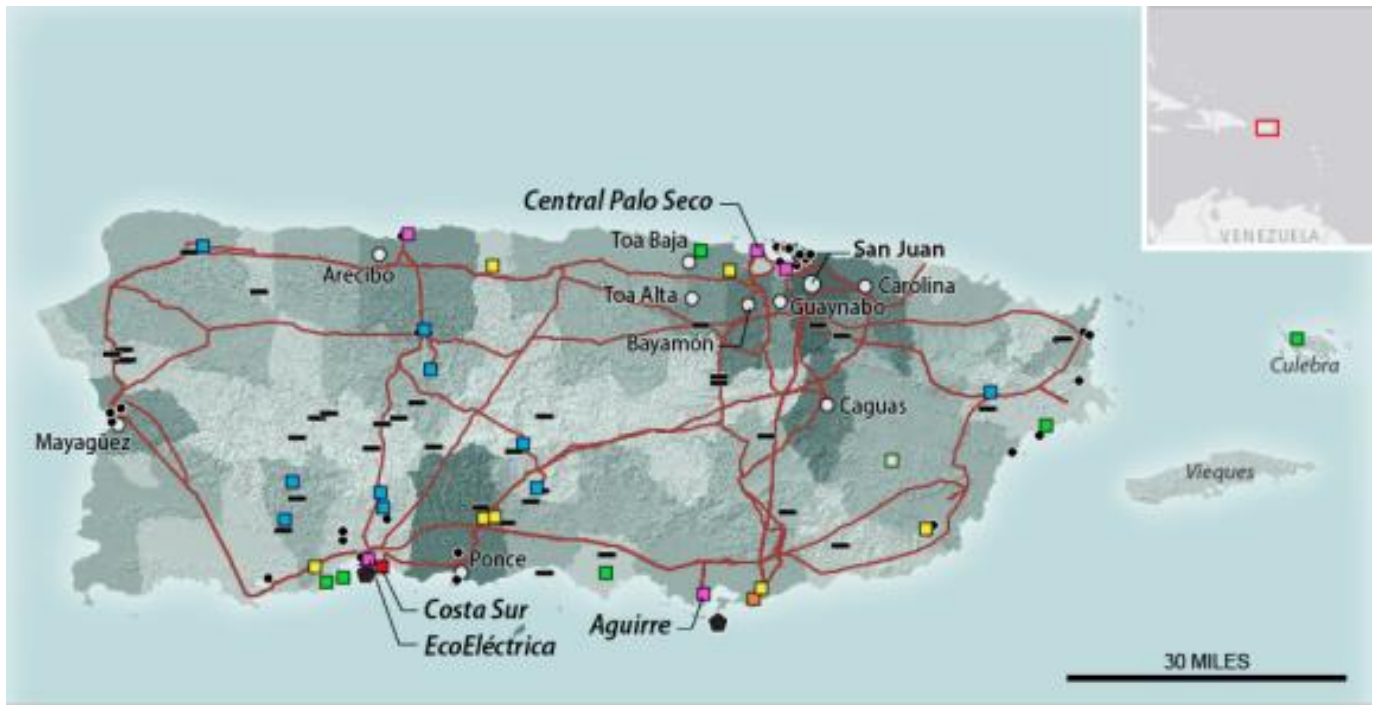 VENEZUELA
Central Palo Seco
Toa Baja
San Juan
Arecibo
Carolina
Toa Alta
Guaynabo
Bayamón
Culebra
Caguas
Mayagüez
Vieques
Ponce
Costa Sur
Aguirre
EcoEléctrica
30 MILES